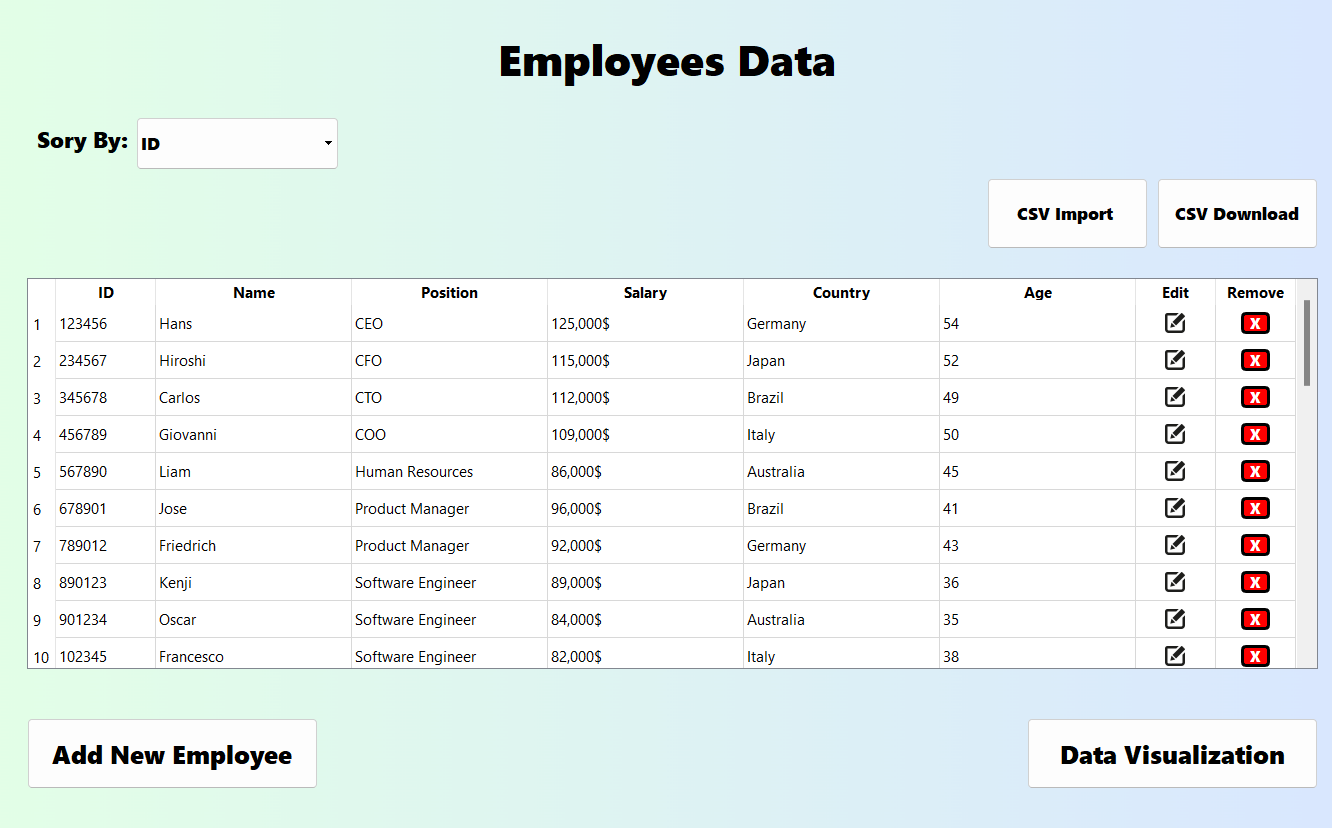 Employees Data
Sory By: ID
CSV Import CSV Download
ID Name Position Salary Country Age Edit Remove
1 123456 Hans CEO 125,000$ Germany 54 X
2 234567 Hiroshi CFO 115,000$ Japan 52 X
3 345678 Carlos CTO 112,000$ Brazil 49 X
4 456789 Giovanni COO 109,000$ Italy 50 X
5 567890 Liam Human Resources 86,000$ Australia 45 X
6 678901 Jose Product Manager 96,000$ Brazil 41 X
7 789012 Friedrich Product Manager 92,000$ Germany 43 X
8 890123 Kenji Software Engineer 89,000$ Japan 36 X
9 901234 Oscar Software Engineer 84,000$ Australia 35 X
10 102345 Francesco Software Engineer 82,000$ Italy 38 X
Add New Employee Data Visualization